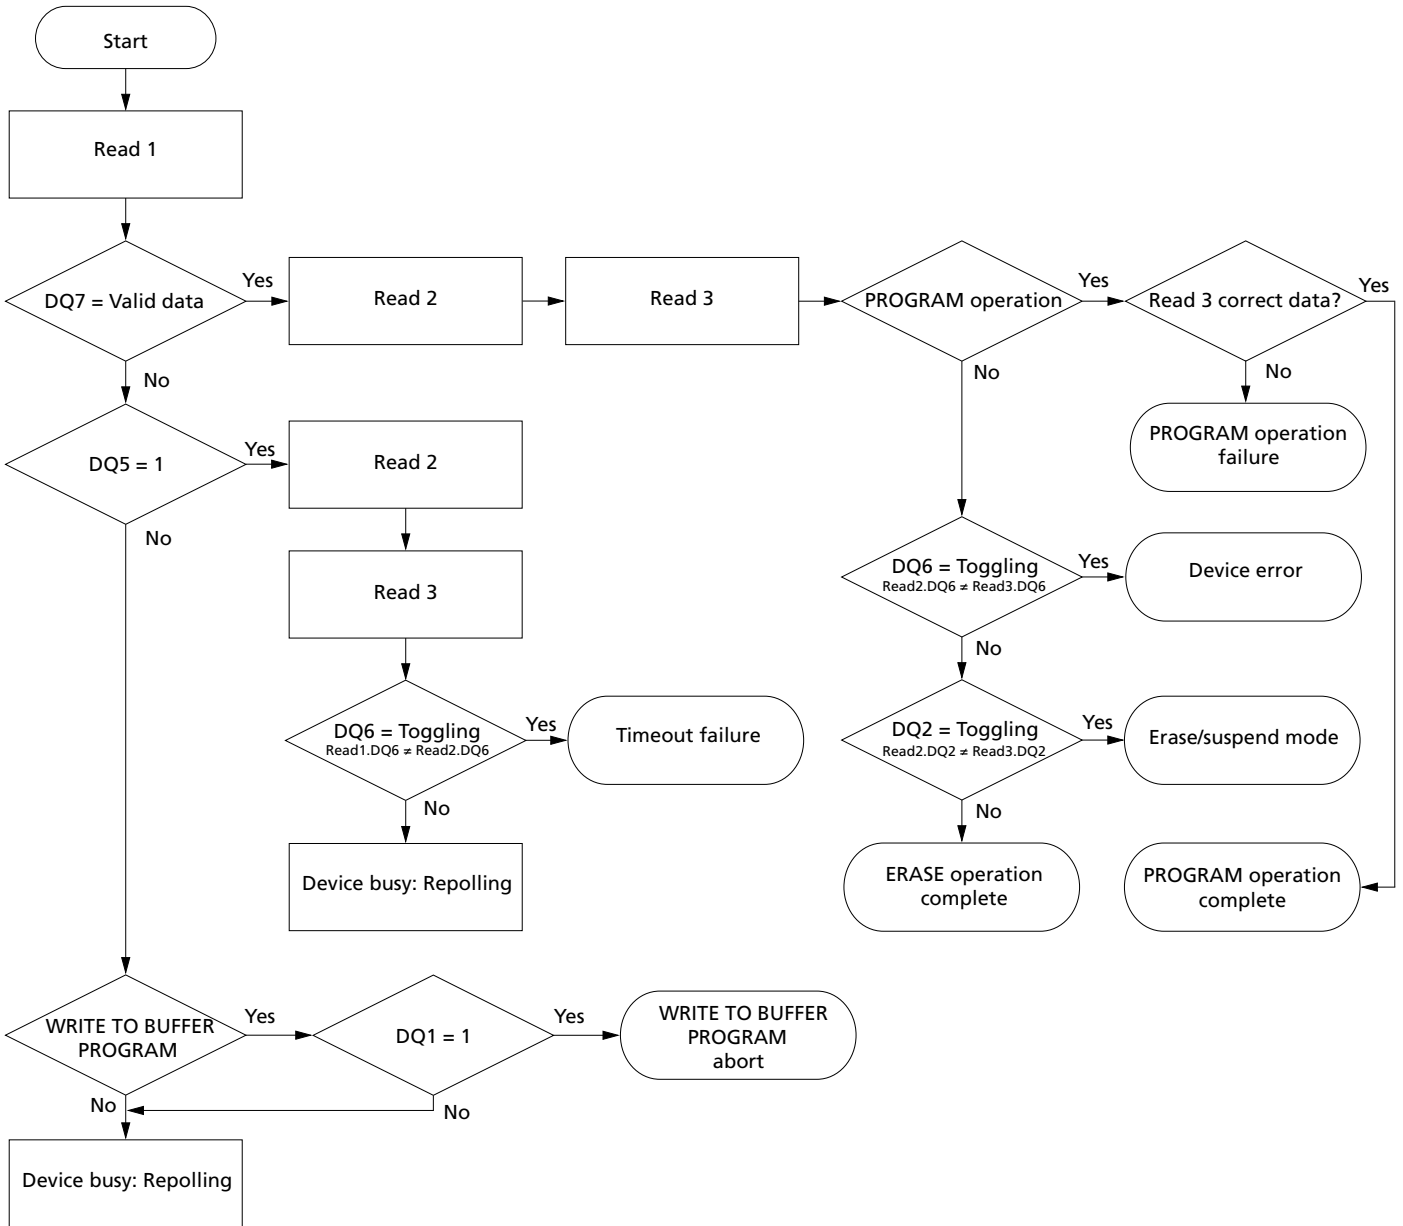 Start
Read 1
DQ7 = Valid data
Yes
Read 2
Read 3
PROGRAM operation
Yes
Read 3 correct data?
Yes
No
No
No
PROGRAM operation
failure
DQ5 = 1
Yes
Read 2
No
Read 3
DQ6 = Toggling
Read2.DQ6 ≠ Read3.DQ6
Yes
Device error
No
DQ6 = Toggling
Read1.DQ6 ≠ Read2.DQ6
Yes
Timeout failure
No
DQ2 = Toggling
Read2.DQ2 ≠ Read3.DQ2
Yes
Erase/suspend mode
No
Device busy: Repolling
ERASE operation
complete
PROGRAM operation
complete
WRITE TO BUFFER
PROGRAM
Yes
DQ1 = 1
Yes
WRITE TO BUFFER
PROGRAM
abort
No
No
Device busy: Repolling